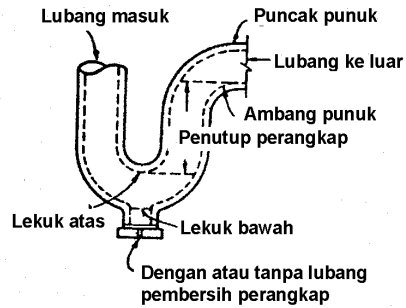 Lubang masuk
Puncak punuk
Lubang ke luar
Ambang punuk
Penutup perangkap
Lekuk atas
Lekuk bawah
Dengan atau tanpa lubang
pembersih perangkap